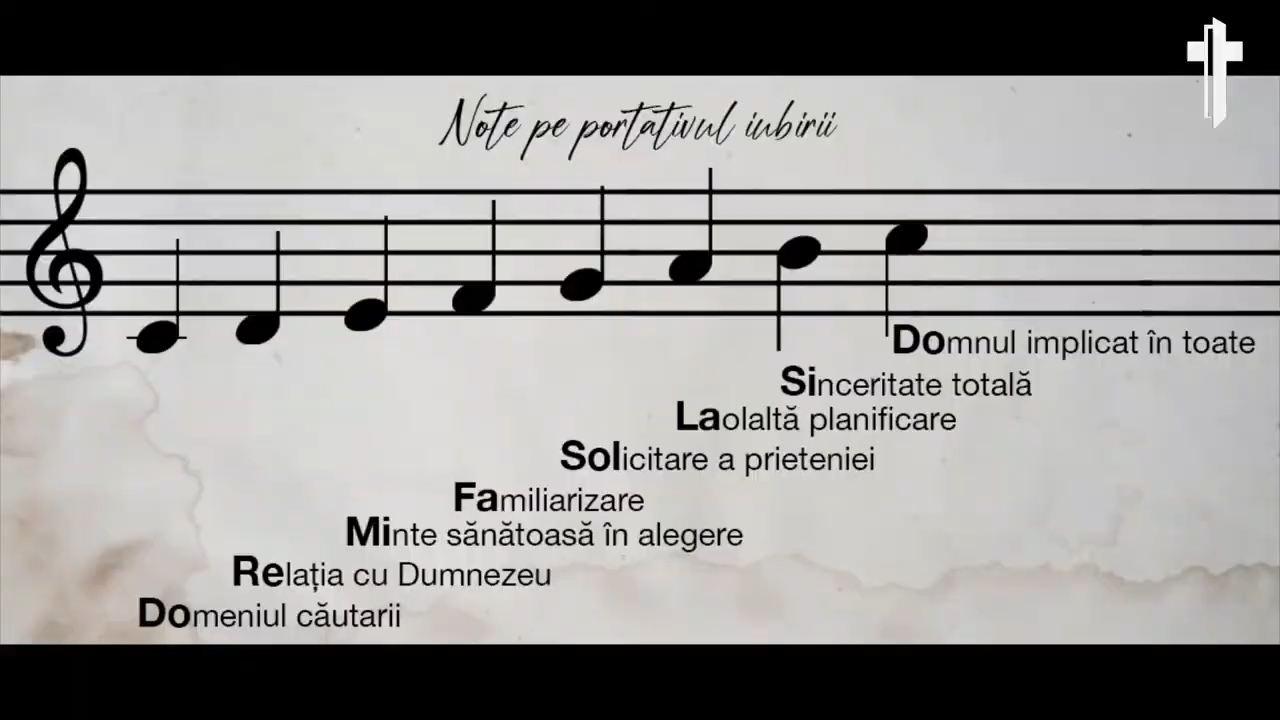 Note pe portativul iubirii
Domnul implicat în toate
Sinceritate totală
Laolaltă planificare
Solicitare a prieteniei
Familiarizare
Minte sănătoasă în alegere
Relația cu Dumnezeu
Domeniul căutarii